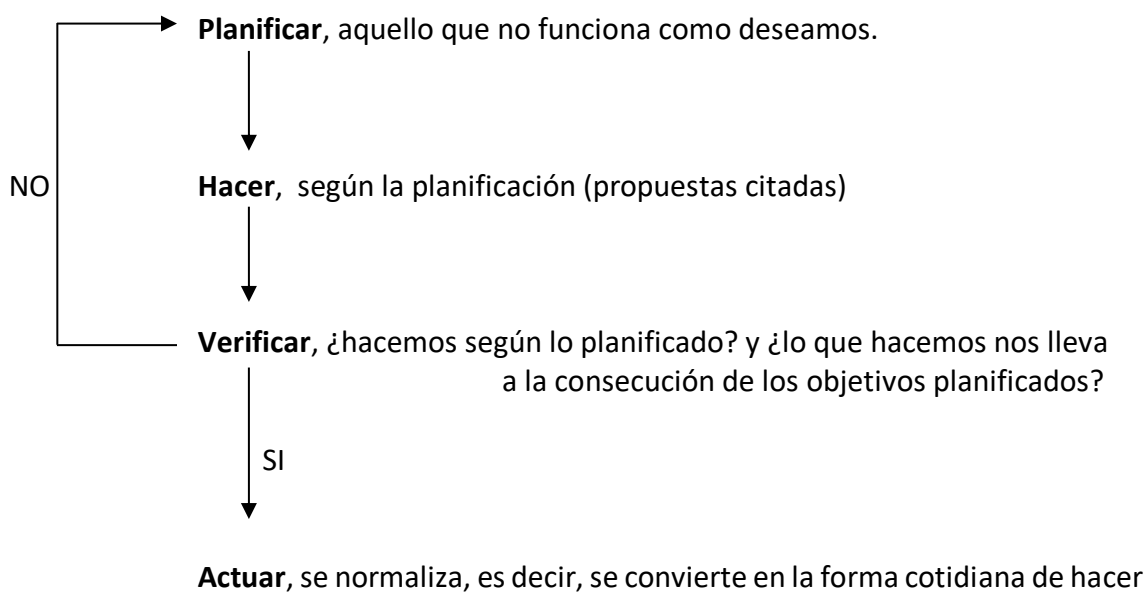 Planificar, aquello que no funciona como deseamos.
NO
Hacer, según la planificación (propuestas citadas)
Verificar, ¿hacemos según lo planificado? y ¿lo que hacemos nos lleva
a la consecución de los objetivos planificados?
SI
Actuar, se normaliza, es decir, se convierte en la forma cotidiana de hacer